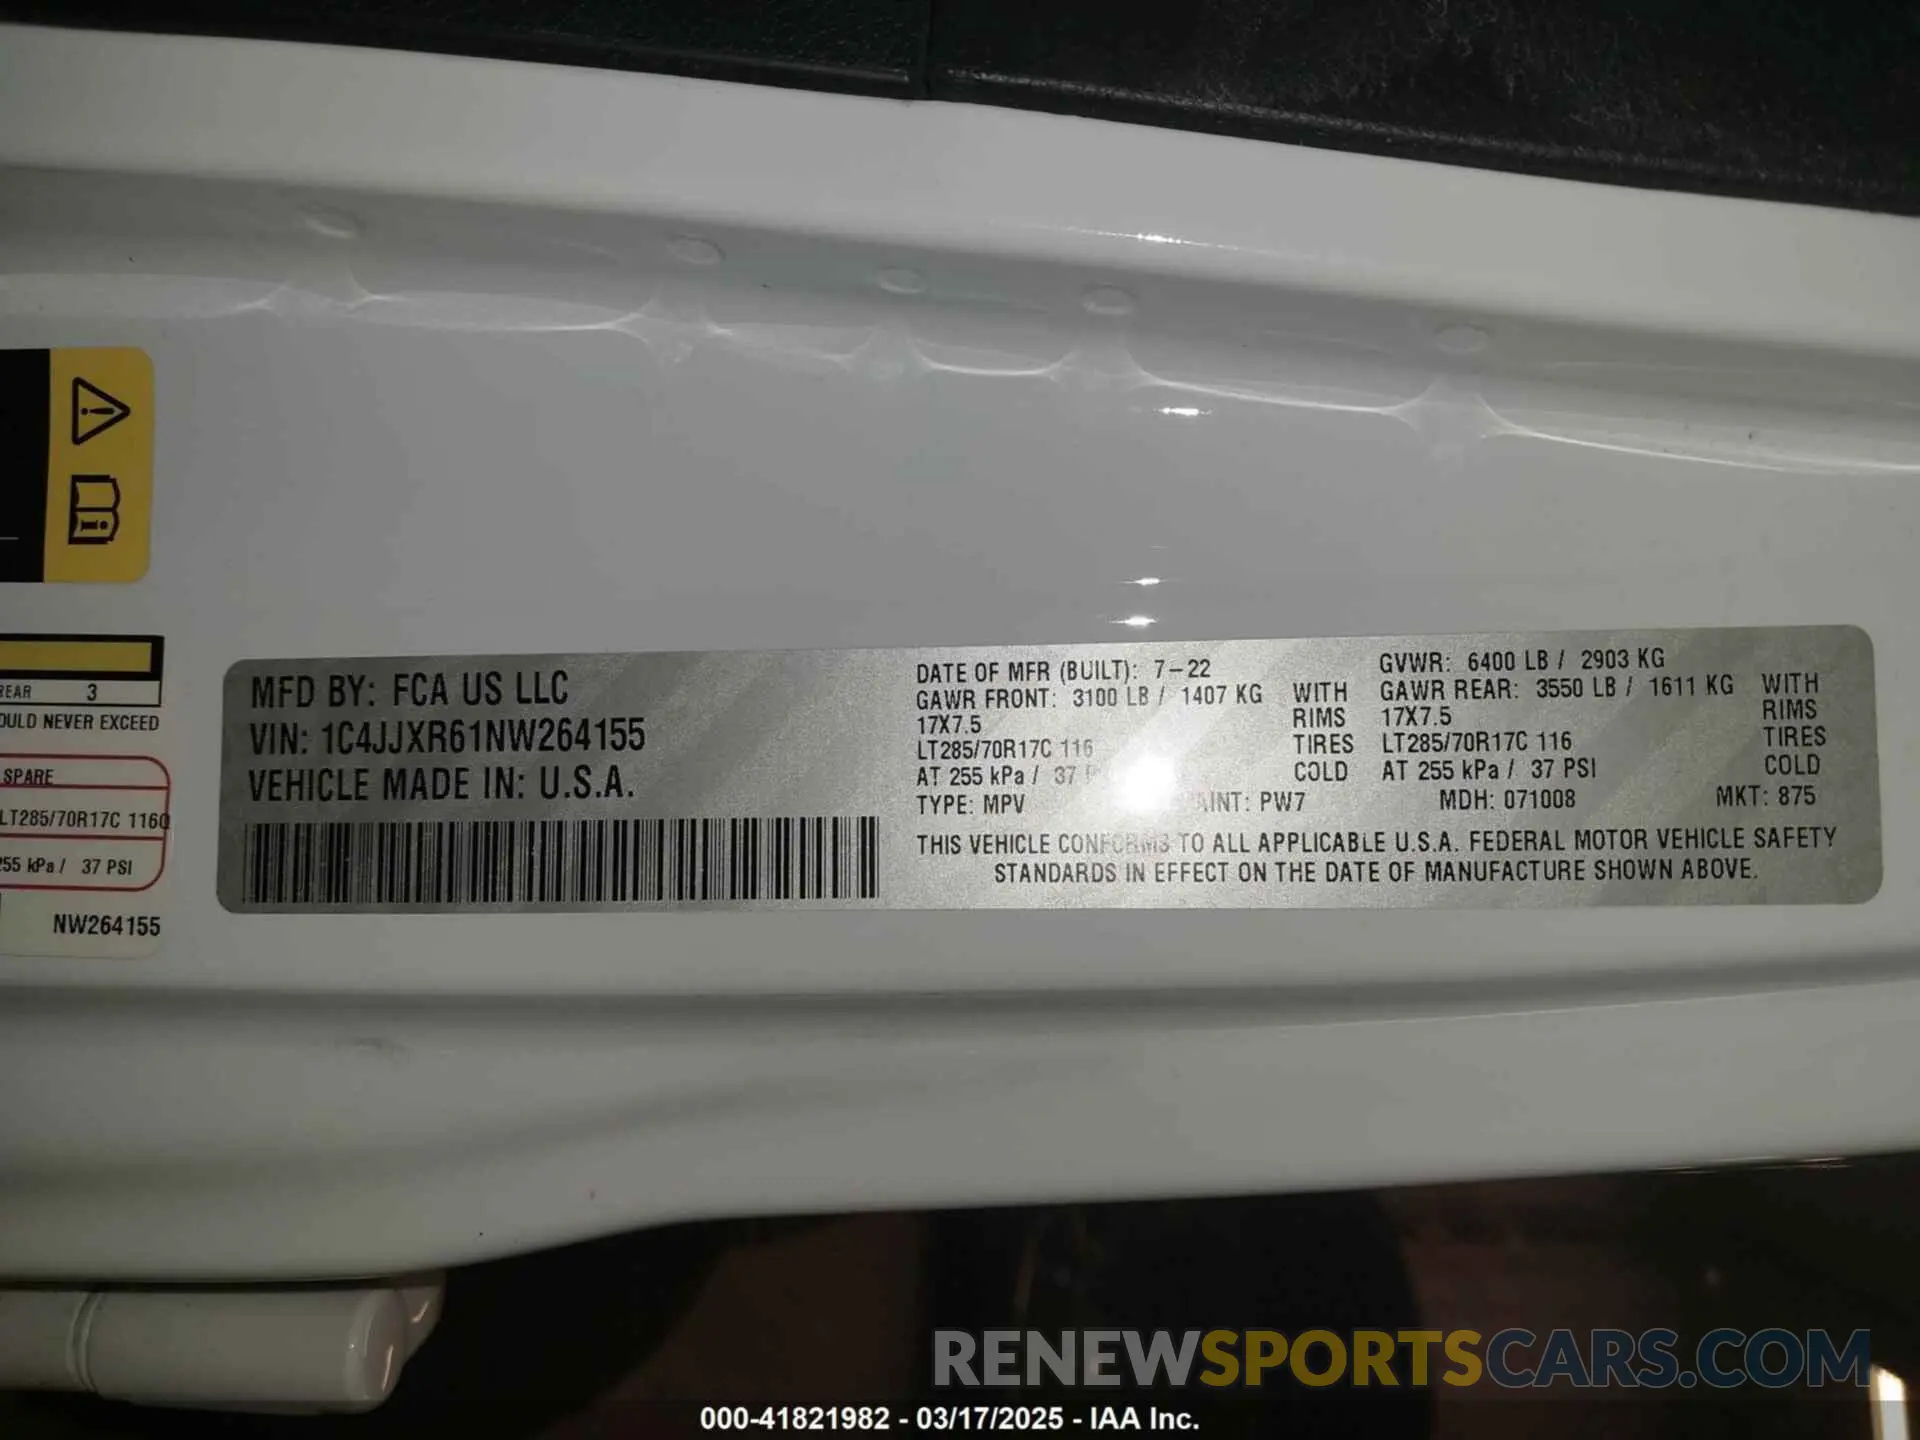 REAR 3
OULD NEVER EXCEED
SPARE
LT285/70R17C 116Q
255 kPa / 37 PSI
NW264155
MFD BY: FCA US LLC
VIN: 1C4JJXR61NW264155
VEHICLE MADE IN: U.S.A.
DATE OF MFR (BUILT): 7-22
GAWR FRONT: 3100 LB / 1407 KG WITH
17X7.5 RIMS
LT285/70R17C 116 TIRES
AT 255 kPa / 37 P COLD
GVWR: 6400 LB / 2903 KG
GAWR REAR: 3550 LB / 1611 KG WITH
17X7.5 RIMS
LT285/70R17C 116 TIRES
AT 255 kPa / 37 PSI COLD
TYPE: MPV AINT: PW7 MDH: 071008 MKT: 875
THIS VEHICLE CONFORMS TO ALL APPLICABLE U.S.A. FEDERAL MOTOR VEHICLE SAFETY
STANDARDS IN EFFECT ON THE DATE OF MANUFACTURE SHOWN ABOVE.
RENEWSPORTSCARS.COM
000-41821982 - 03/17/2025 - IAA Inc.